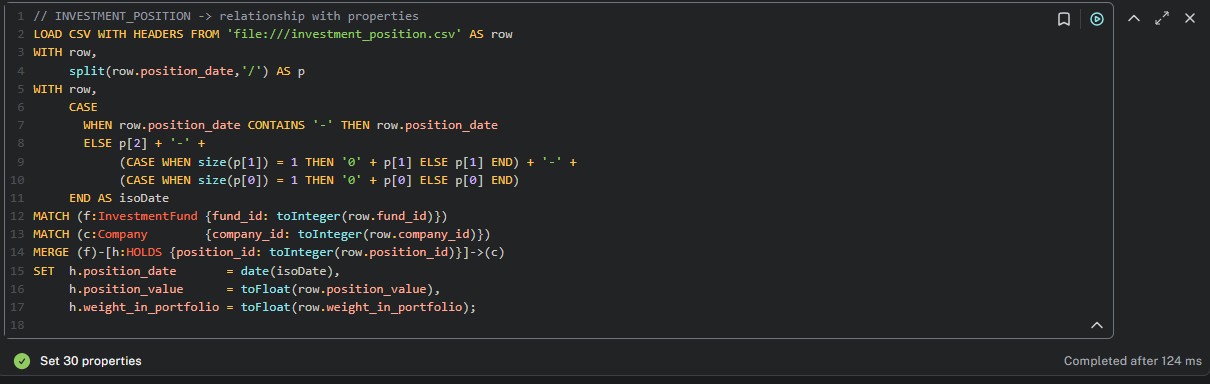 1 // INVESTMENT_POSITION -> relationship with properties
2 LOAD CSV WITH HEADERS FROM 'file:///investment_position.csv' AS row
3 WITH row,
4      split(row.position_date,'/') AS p
5 WITH row,
6      CASE
7        WHEN row.position_date CONTAINS '-' THEN row.position_date
8        ELSE p[2] + '-' +
9             (CASE WHEN size(p[1]) = 1 THEN '0' + p[1] ELSE p[1] END) + '-' +
10             (CASE WHEN size(p[0]) = 1 THEN '0' + p[0] ELSE p[0] END)
11      END AS isoDate
12 MATCH (f:InvestmentFund {fund_id: toInteger(row.fund_id)})
13 MATCH (c:Company        {company_id: toInteger(row.company_id)})
14 MERGE (f)-[h:HOLDS {position_id: toInteger(row.position_id)}]->(c)
15 SET  h.position_date       = date(isoDate),
16      h.position_value      = toFloat(row.position_value),
17      h.weight_in_portfolio = toFloat(row.weight_in_portfolio);
18
Set 30 properties
Completed after 124 ms